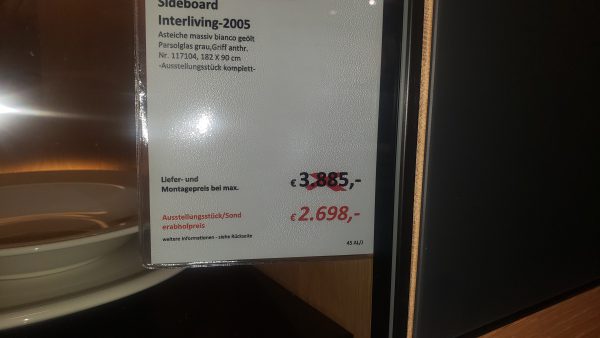 Sideboard
Interliving-2005
Asteiche massiv bianco geölt
Parsolglas grau,Griff anthr.
Nr. 117104, 182 X 90 cm
-Ausstellungsstück komplett-
Liefer- und
Montagepreis bei max. € 3.885,-
Ausstellungsstück/Sond
erabholpreis € 2.698,-
weitere Informationen - siehe Rückseite
45 AL/J